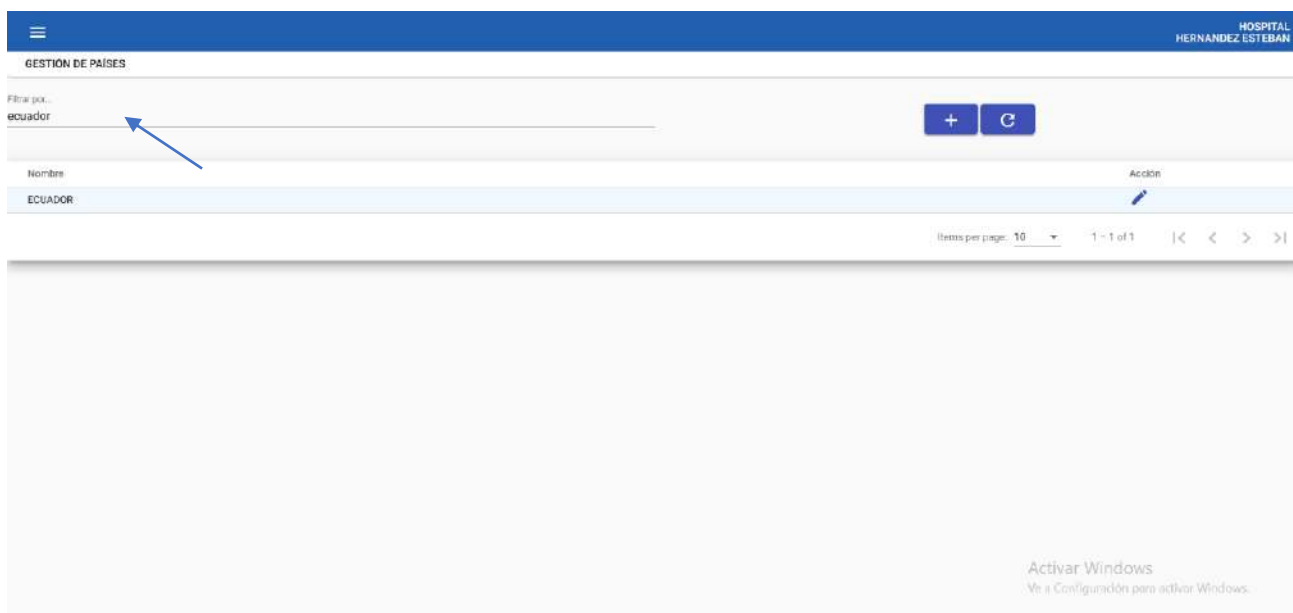 HOSPITAL
HERNANDEZ ESTEBAN
GESTIÓN DE PAÍSES
Filtrar por...
ecuador
Nombre
Acción
ECUADOR
Items per page: 10
1 – 1 of 1
Activar Windows
Ve a Configuración para activar Windows.